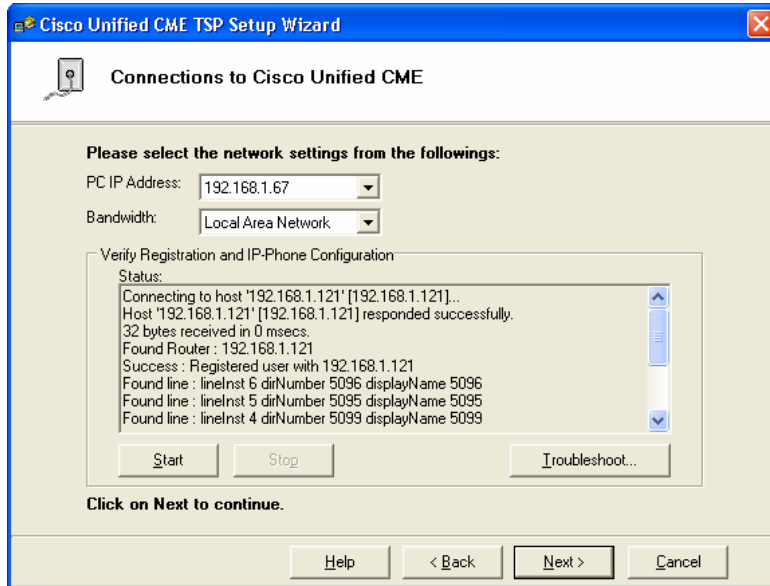 Cisco Unified CME TSP Setup Wizard
Connections to Cisco Unified CME
Please select the network settings from the followings:
PC IP Address: 192.168.1.67
Bandwidth: Local Area Network
Verify Registration and IP-Phone Configuration
Status:
Connecting to host '192.168.1.121' [192.168.1.121]...
Host '192.168.1.121' [192.168.1.121] responded successfully.
32 bytes received in 0 msecs.
Found Router : 192.168.1.121
Success : Registered user with 192.168.1.121
Found line : lineInst 6 dirNumber 5096 displayName 5096
Found line : lineInst 5 dirNumber 5095 displayName 5095
Found line : lineInst 4 dirNumber 5099 displayName 5099
Start Stop Troubleshoot...
Click on Next to continue.
Help < Back Next > Cancel